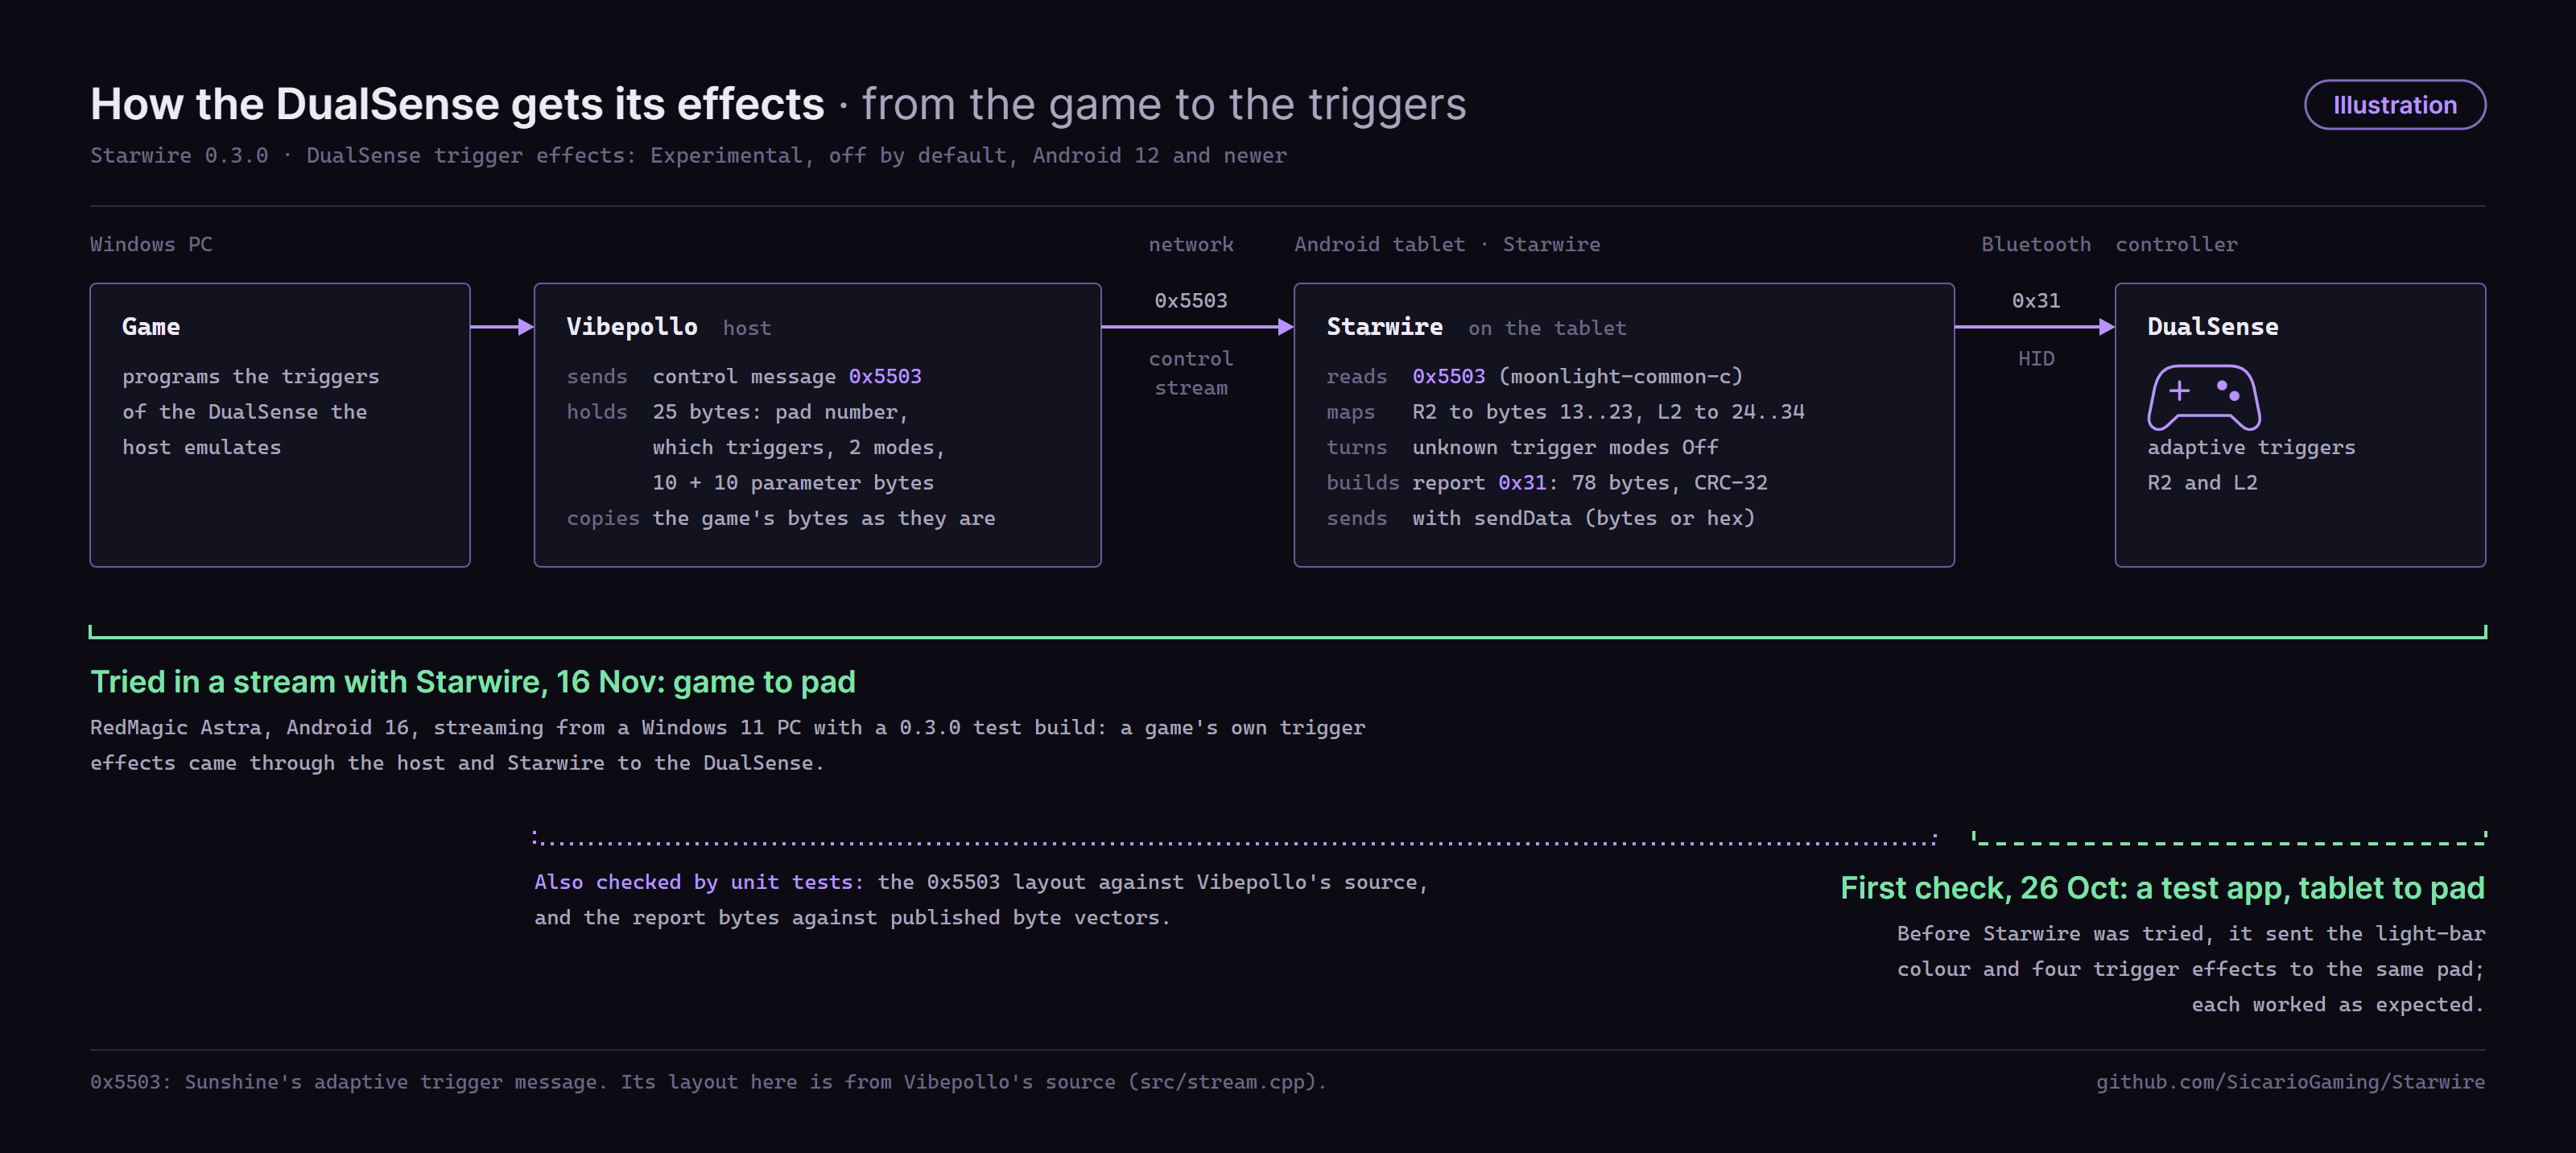 How the DualSense gets its effects · from the game to the triggers
Illustration
Starwire 0.3.0 · DualSense trigger effects: Experimental, off by default, Android 12 and newer
Windows PC
network
Android tablet · Starwire
Bluetooth
controller
Game
programs the triggers
of the DualSense the
host emulates
Vibepollo host
sends control message 0x5503
holds 25 bytes: pad number,
which triggers, 2 modes,
10 + 10 parameter bytes
copies the game's bytes as they are
0x5503
control
stream
Starwire on the tablet
reads 0x5503 (moonlight-common-c)
maps R2 to bytes 13..23, L2 to 24..34
turns unknown trigger modes Off
builds report 0x31: 78 bytes, CRC-32
sends with sendData (bytes or hex)
0x31
HID
DualSense
adaptive triggers
R2 and L2
Tried in a stream with Starwire, 16 Nov: game to pad
RedMagic Astra, Android 16, streaming from a Windows 11 PC with a 0.3.0 test build: a game's own trigger
effects came through the host and Starwire to the DualSense.
Also checked by unit tests: the 0x5503 layout against Vibepollo's source,
and the report bytes against published byte vectors.
First check, 26 Oct: a test app, tablet to pad
Before Starwire was tried, it sent the light-bar
colour and four trigger effects to the same pad;
each worked as expected.
0x5503: Sunshine's adaptive trigger message. Its layout here is from Vibepollo's source (src/stream.cpp).
github.com/SicarioGaming/Starwire